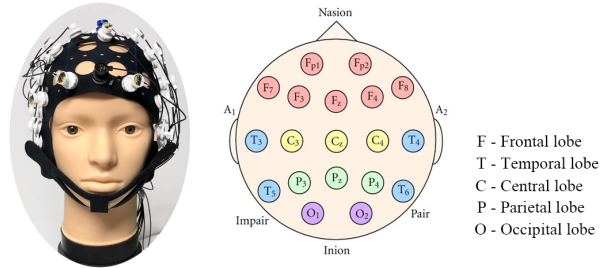 Nasion
Fp1 Fp2
F7 F3 Fz F4 F8
A1 A2
T3 C3 Cz C4 T4
T5 P3 Pz P4 T6
O1 O2
Impair Pair
Inion
F - Frontal lobe
T - Temporal lobe
C - Central lobe
P - Parietal lobe
O - Occipital lobe